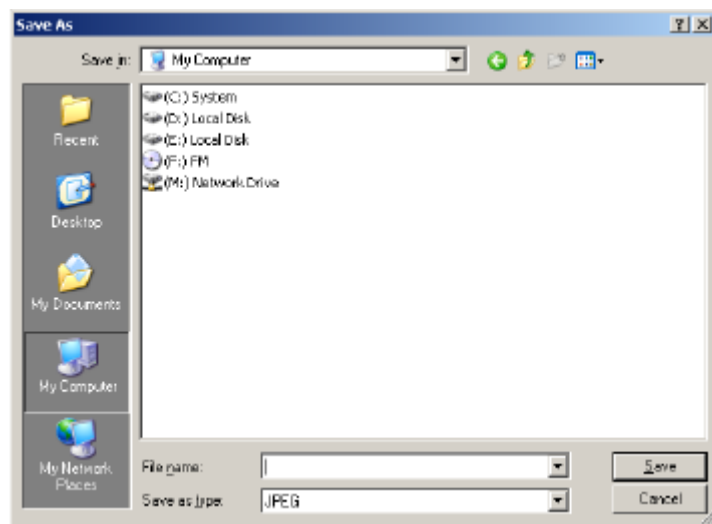 Save As
Save in:
My Computer
Recent
Desktop
My Documents
My Computer
My Network
Places
(C:) System
(D:) Local Disk
(E:) Local Disk
(F:) FM
(M:) Network Drive
File name:
Save
Save as type:
JPEG
Cancel